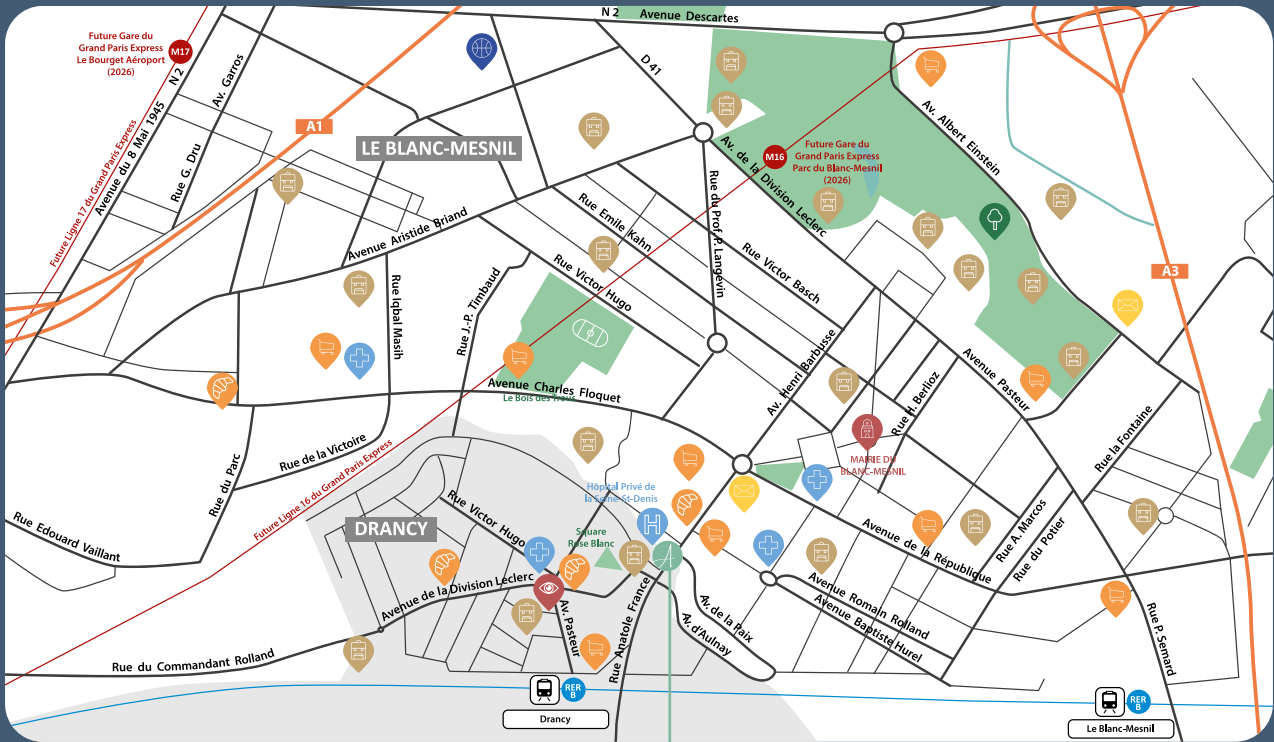 N 2 Avenue Descartes
Future Gare du
Grand Paris Express
Le Bourget Aéroport
(2026)
M17
N 2
Av. Garros
D 41
A1
Av. Albert Einstein
LE BLANC-MESNIL
Future Ligne 17 du Grand Paris Express
Avenue du 8 Mai 1945
Rue G. Dru
M16
Future Gare du
Grand Paris Express
Parc du Blanc-Mesnil
(2026)
Av. de la Division Leclerc
Rue du Prof. P. Langevin
Rue Emile Kahn
Avenue Aristide Briand
Rue Victor Hugo
Rue Victor Basch
A3
Rue Iqbal Masih
Rue J.-P. Timbaud
Av. Henri Barbusse
Avenue Pasteur
Rue H. Berlioz
Avenue Charles Floquet
Le Bois des Trous
Rue la Fontaine
MAIRIE DU
BLANC-MESNIL
Rue de la Victoire
Rue du Parc
Future Ligne 16 du Grand Paris Express
Hôpital Privé de
la Seine-St-Denis
H
Rue Victor Hugo
DRANCY
Rue Edouard Vaillant
Square
Rose Blanc
Avenue de la République
Rue A. Marcos
Rue du Potier
Avenue de la Division Leclerc
Av. Pasteur
Rue Anatole France
Av. de la Paix
Av. d'Aulnay
Avenue Romain Rolland
Avenue Baptiste Hurel
Rue P. Semard
Rue du Commandant Rolland
RER
B
Drancy
RER
B
Le Blanc-Mesnil